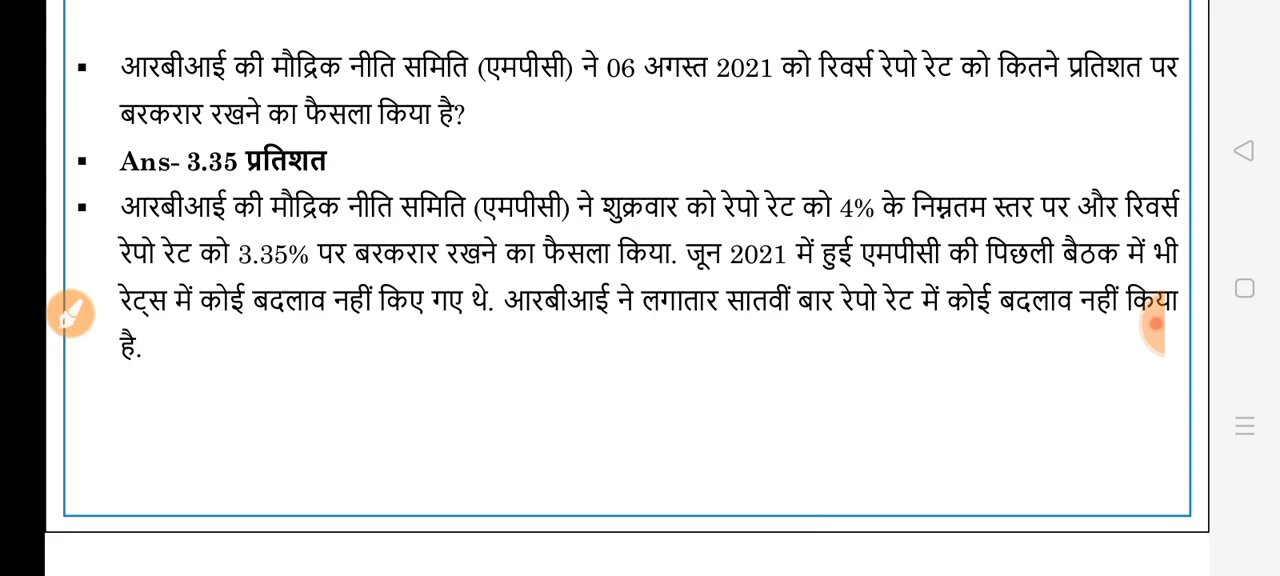 ▪ आरबीआई की मौद्रिक नीति समिति (एमपीसी) ने 06 अगस्त 2021 को रिवर्स रेपो रेट को कितने प्रतिशत पर
बरकरार रखने का फैसला किया है?
▪ Ans- 3.35 प्रतिशत
▪ आरबीआई की मौद्रिक नीति समिति (एमपीसी) ने शुक्रवार को रेपो रेट को 4% के निम्नतम स्तर पर और रिवर्स
रेपो रेट को 3.35% पर बरकरार रखने का फैसला किया. जून 2021 में हुई एमपीसी की पिछली बैठक में भी
रेट्स में कोई बदलाव नहीं किए गए थे. आरबीआई ने लगातार सातवीं बार रेपो रेट में कोई बदलाव नहीं किया
है.